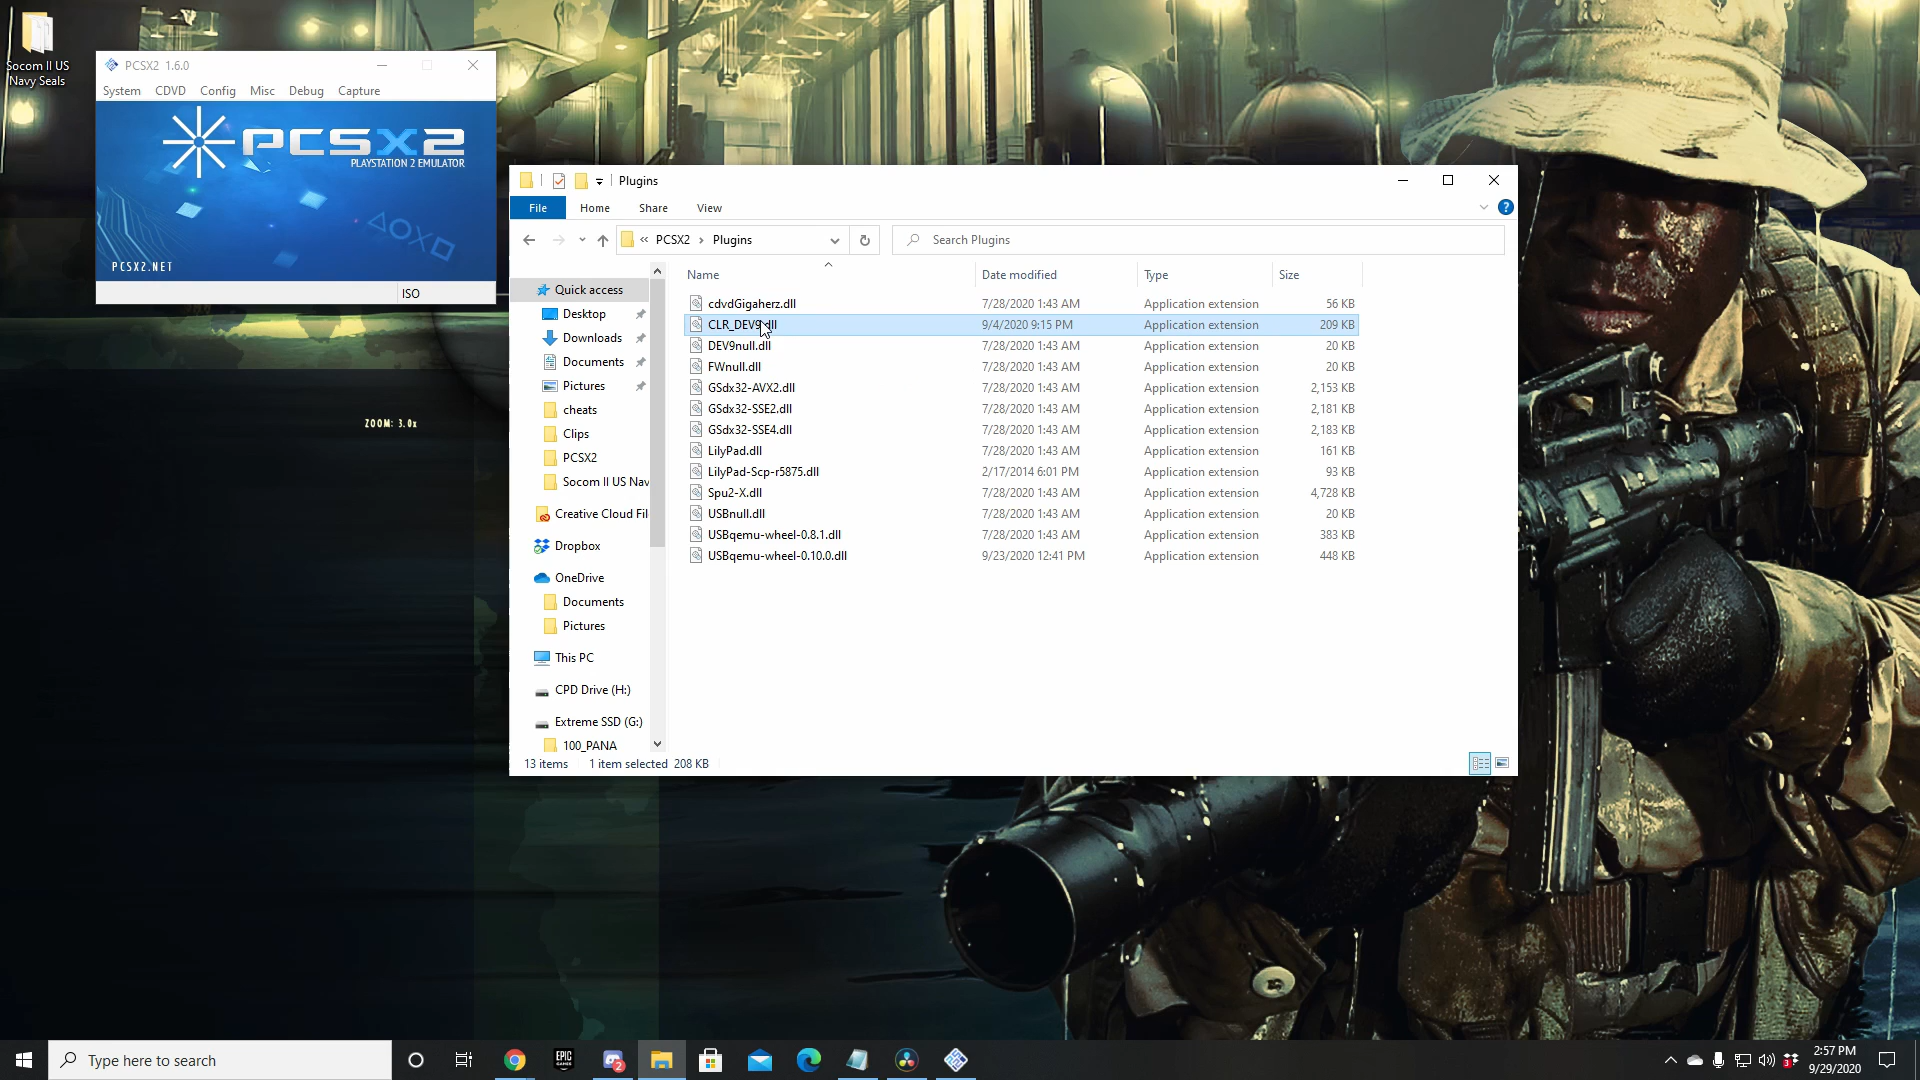 Socom II US
Navy Seals
PCSX2 1.6.0
System CDVD Config Misc Debug Capture
PCSX2
PLAYSTATION 2 EMULATOR
PCSX2.NET
ISO
ZOOM: 3.0x
Plugins
File Home Share View
« PCSX2 › Plugins
Search Plugins
Name Date modified Type Size
cdvdGigaherz.dll 7/28/2020 1:43 AM Application extension 56 KB
CLR_DEV9.dll 9/4/2020 9:15 PM Application extension 209 KB
DEV9null.dll 7/28/2020 1:43 AM Application extension 20 KB
FWnull.dll 7/28/2020 1:43 AM Application extension 20 KB
GSdx32-AVX2.dll 7/28/2020 1:43 AM Application extension 2,153 KB
GSdx32-SSE2.dll 7/28/2020 1:43 AM Application extension 2,181 KB
GSdx32-SSE4.dll 7/28/2020 1:43 AM Application extension 2,183 KB
LilyPad.dll 7/28/2020 1:43 AM Application extension 161 KB
LilyPad-Scp-r5875.dll 2/17/2014 6:01 PM Application extension 93 KB
Spu2-X.dll 7/28/2020 1:43 AM Application extension 4,728 KB
USBnull.dll 7/28/2020 1:43 AM Application extension 20 KB
USBqemu-wheel-0.8.1.dll 7/28/2020 1:43 AM Application extension 383 KB
USBqemu-wheel-0.10.0.dll 9/23/2020 12:41 PM Application extension 448 KB
Quick access
Desktop
Downloads
Documents
Pictures
cheats
Clips
PCSX2
Socom II US Nav
Creative Cloud Fil
Dropbox
OneDrive
Documents
Pictures
This PC
CPD Drive (H:)
Extreme SSD (G:)
100_PANA
13 items 1 item selected 208 KB
Type here to search
EPIC
GAMES
2
3
2:57 PM
9/29/2020